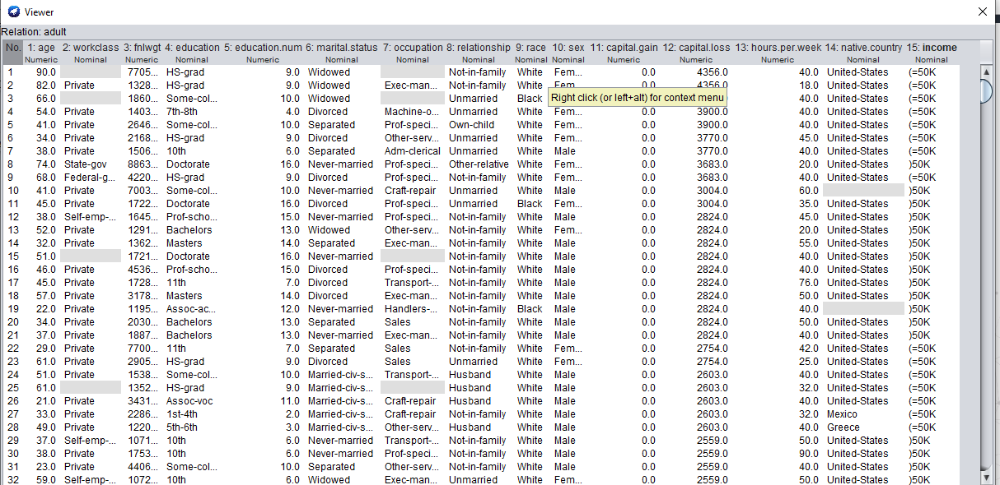 Viewer
Relation: adult
No. 1: age 2: workclass 3: fnlwgt 4: education 5: education.num 6: marital.status 7: occupation 8: relationship 9: race 10: sex 11: capital.gain 12: capital.loss 13: hours.per.week 14: native.country 15: income
Numeric Nominal Numeric Nominal Numeric Nominal Nominal Nominal Nominal Nominal Numeric Numeric Numeric Nominal Nominal
1 90.0 7705... HS-grad 9.0 Widowed Not-in-family White Fem... 0.0 4356.0 40.0 United-States (=50K
2 82.0 Private 1328... HS-grad 9.0 Widowed Exec-man... Not-in-family White Fem... 0.0 4356.0 18.0 United-States (=50K
3 66.0 1860... Some-col... 10.0 Widowed Unmarried Black 40.0 United-States (=50K
Right click (or left+alt) for context menu
4 54.0 Private 1403... 7th-8th 4.0 Divorced Machine-o... Unmarried White Fem... 0.0 3900.0 40.0 United-States (=50K
5 41.0 Private 2646... Some-col... 10.0 Separated Prof-speci... Own-child White Fem... 0.0 3900.0 40.0 United-States (=50K
6 34.0 Private 2168... HS-grad 9.0 Divorced Other-serv... Unmarried White Fem... 0.0 3770.0 45.0 United-States (=50K
7 38.0 Private 1506... 10th 6.0 Separated Adm-clerical Unmarried White Male 0.0 3770.0 40.0 United-States (=50K
8 74.0 State-gov 8863... Doctorate 16.0 Never-married Prof-speci... Other-relative White Fem... 0.0 3683.0 20.0 United-States )50K
9 68.0 Federal-g... 4220... HS-grad 9.0 Divorced Prof-speci... Not-in-family White Fem... 0.0 3683.0 40.0 United-States (=50K
10 41.0 Private 7003... Some-col... 10.0 Never-married Craft-repair Unmarried White Male 0.0 3004.0 60.0 )50K
11 45.0 Private 1722... Doctorate 16.0 Divorced Prof-speci... Unmarried Black Fem... 0.0 3004.0 35.0 United-States )50K
12 38.0 Self-emp-... 1645... Prof-scho... 15.0 Never-married Prof-speci... Not-in-family White Male 0.0 2824.0 45.0 United-States )50K
13 52.0 Private 1291... Bachelors 13.0 Widowed Other-serv... Not-in-family White Fem... 0.0 2824.0 20.0 United-States )50K
14 32.0 Private 1362... Masters 14.0 Separated Exec-man... Not-in-family White Male 0.0 2824.0 55.0 United-States )50K
15 51.0 1721... Doctorate 16.0 Never-married Not-in-family White Male 0.0 2824.0 40.0 United-States )50K
16 46.0 Private 4536... Prof-scho... 15.0 Divorced Prof-speci... Not-in-family White Male 0.0 2824.0 40.0 United-States )50K
17 45.0 Private 1728... 11th 7.0 Divorced Transport-... Not-in-family White Male 0.0 2824.0 76.0 United-States )50K
18 57.0 Private 3178... Masters 14.0 Divorced Exec-man... Not-in-family White Male 0.0 2824.0 50.0 United-States )50K
19 22.0 Private 1195... Assoc-ac... 12.0 Never-married Handlers-... Not-in-family Black Male 0.0 2824.0 40.0 )50K
20 34.0 Private 2030... Bachelors 13.0 Separated Sales Not-in-family White Male 0.0 2824.0 50.0 United-States )50K
21 37.0 Private 1887... Bachelors 13.0 Never-married Exec-man... Not-in-family White Male 0.0 2824.0 40.0 United-States )50K
22 29.0 Private 7700... 11th 7.0 Separated Sales Not-in-family White Fem... 0.0 2754.0 42.0 United-States (=50K
23 61.0 Private 2905... HS-grad 9.0 Divorced Sales Unmarried White Fem... 0.0 2754.0 25.0 United-States (=50K
24 51.0 Private 1538... Some-col... 10.0 Married-civ-s... Transport-... Husband White Male 0.0 2603.0 40.0 United-States (=50K
25 61.0 1352... HS-grad 9.0 Married-civ-s... Husband White Male 0.0 2603.0 32.0 United-States (=50K
26 21.0 Private 3431... Assoc-voc 11.0 Married-civ-s... Craft-repair Husband White Male 0.0 2603.0 40.0 United-States (=50K
27 33.0 Private 2286... 1st-4th 2.0 Married-civ-s... Craft-repair Not-in-family White Male 0.0 2603.0 32.0 Mexico (=50K
28 49.0 Private 1220... 5th-6th 3.0 Married-civ-s... Other-serv... Husband White Male 0.0 2603.0 40.0 Greece (=50K
29 37.0 Self-emp-... 1071... 10th 6.0 Never-married Transport-... Not-in-family White Male 0.0 2559.0 50.0 United-States )50K
30 38.0 Private 1753... 10th 6.0 Never-married Prof-speci... Not-in-family White Male 0.0 2559.0 90.0 United-States )50K
31 23.0 Private 4406... Some-col... 10.0 Separated Other-serv... Not-in-family White Male 0.0 2559.0 40.0 United-States )50K
32 59.0 Self-emp-... 1072... 10th 6.0 Widowed Exec-man... Unmarried White Fem... 0.0 2559.0 50.0 United-States )50K